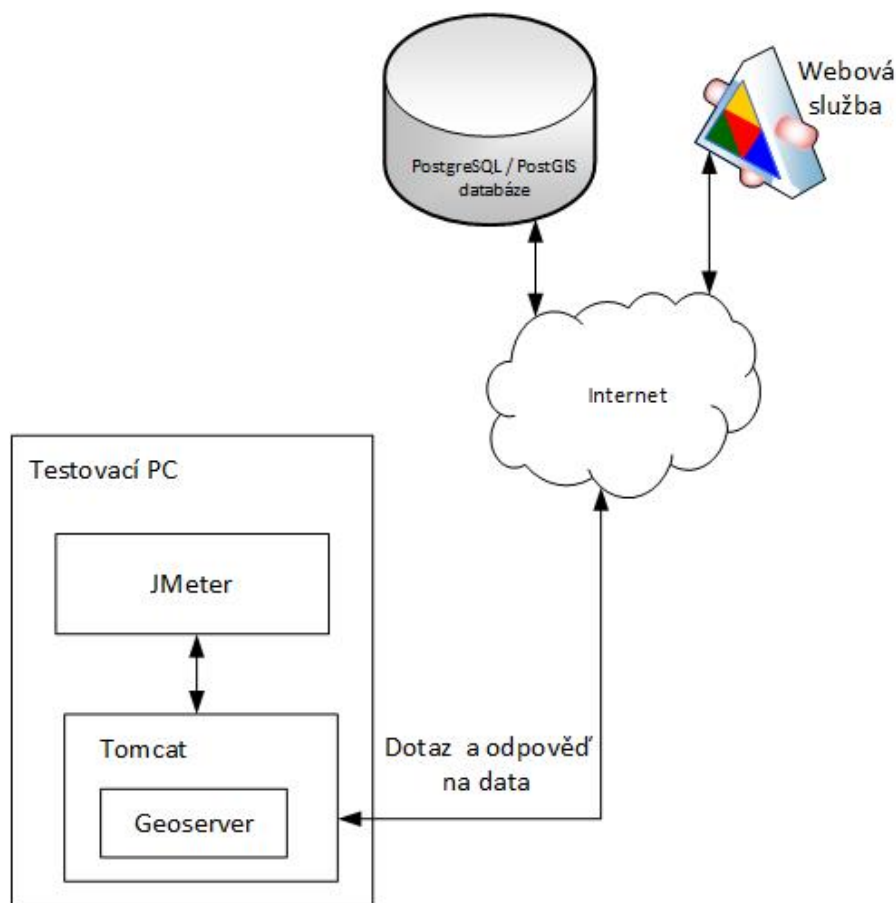 Webová
služba
PostgreSQL / PostGIS
databáze
Internet
Testovací PC
JMeter
Tomcat
Geoserver
Dotaz a odpověď
na data